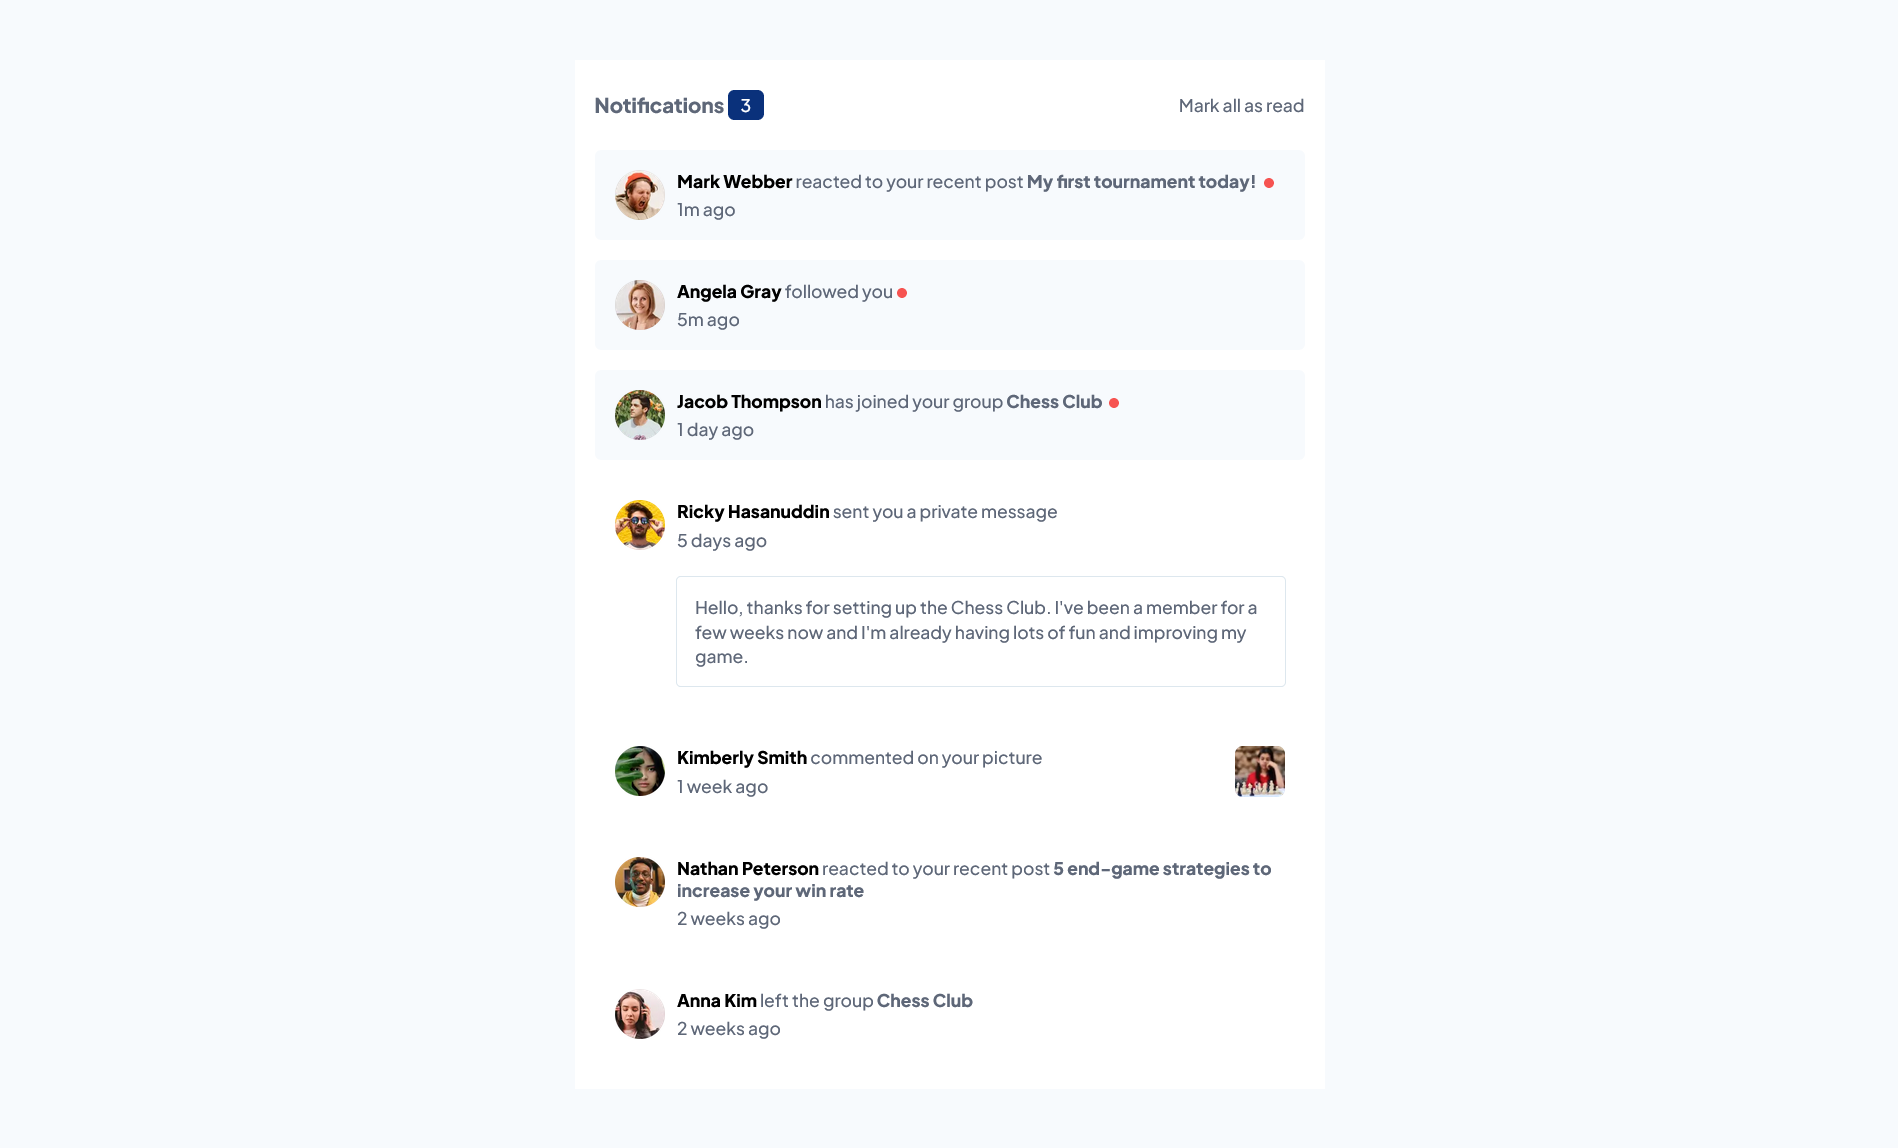 Notifications 3
Mark all as read
Mark Webber reacted to your recent post My first tournament today!
1m ago
Angela Gray followed you
5m ago
Jacob Thompson has joined your group Chess Club
1 day ago
Ricky Hasanuddin sent you a private message
5 days ago
Hello, thanks for setting up the Chess Club. I've been a member for a
few weeks now and I'm already having lots of fun and improving my
game.
Kimberly Smith commented on your picture
1 week ago
Nathan Peterson reacted to your recent post 5 end-game strategies to
increase your win rate
2 weeks ago
Anna Kim left the group Chess Club
2 weeks ago